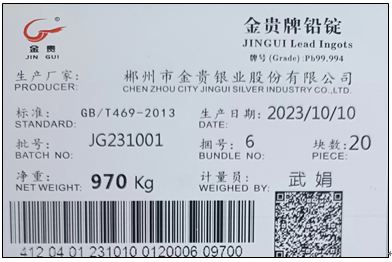 金贵牌铅锭
金贵
JIN GUI
JINGUI Lead Ingots
牌号(Grade):Pb99.994
生产厂家: 郴州市金贵银业股份有限公司
PRODUCER: CHEN ZHOU CITY JINGUI SILVER INDUSTRY CO.,LTD.
标准: GB/T469-2013 生产日期: 2023/10/10
STANDARD: DATE:
批号: JG231001 捆号: 6 块数: 20
BATCH NO: BUNDLE NO: PIECE:
净重: 970 Kg 计量员: 武娟
NET WEIGHT: WEIGHED BY:
412 04 01 231010 0120006 09700